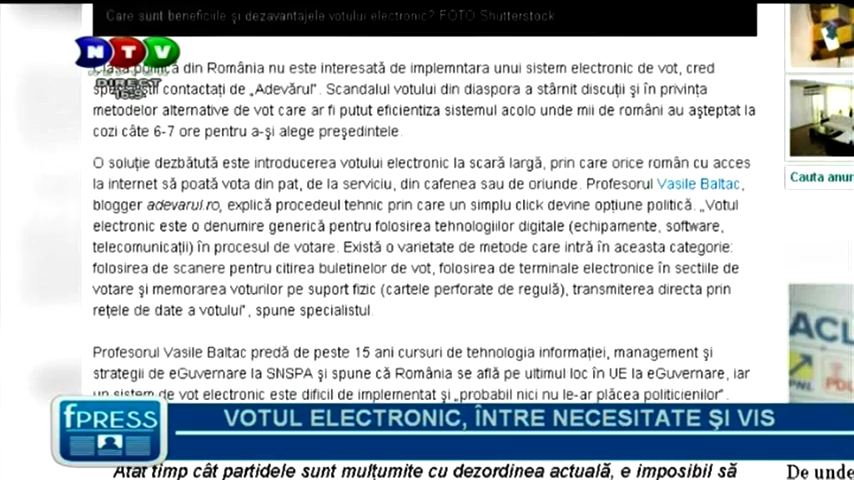 Care sunt beneficiile şi dezavantajele votului electronic? FOTO Shutterstock
NTV
DIRECT
Clasa politică din România nu este interesată de implemntara unui sistem electronic de vot, cred
contactaţi de „Adevărul”. Scandalul votului din diaspora a stârnit discuţii şi în privinţa
metodelor alternative de vot care ar fi putut eficientiza sistemul acolo unde mii de români au aşteptat la
cozi câte 6-7 ore pentru a-şi alege preşedintele.
O soluţie dezbătută este introducerea votului electronic la scară largă, prin care orice român cu acces
la internet să poată vota din pat, de la serviciu, din cafenea sau de oriunde. Profesorul Vasile Baltac,
blogger adevarul.ro, explică procedeul tehnic prin care un simplu click devine opţiune politică. „Votul
electronic este o denumire generică pentru folosirea tehnologiilor digitale (echipamente, software,
telecomunicaţii) în procesul de votare. Există o varietate de metode care intră în aceasta categorie:
folosirea de scanere pentru citirea buletinelor de vot, folosirea de terminale electronice în sectiile de
votare şi memorarea voturilor pe suport fizic (cartele perforate de regulă), transmiterea directa prin
reţele de date a votului”, spune specialistul.
Profesorul Vasile Baltac predă de peste 15 ani cursuri de tehnologia informaţiei, management şi
strategii de eGuvernare la SNSPA şi spune că România se află pe ultimul loc în UE la eGuvernare, iar
un sistem de vot electronic este dificil de implementat şi „probabil nici nu le-ar plăcea politicienilor”.
Cauta anun
ACL
PNL
PDL
fPRESS
VOTUL ELECTRONIC, ÎNTRE NECESITATE ŞI VIS
Atât timp cât partidele sunt mulţumite cu dezordinea actuală, e imposibil să
De unde